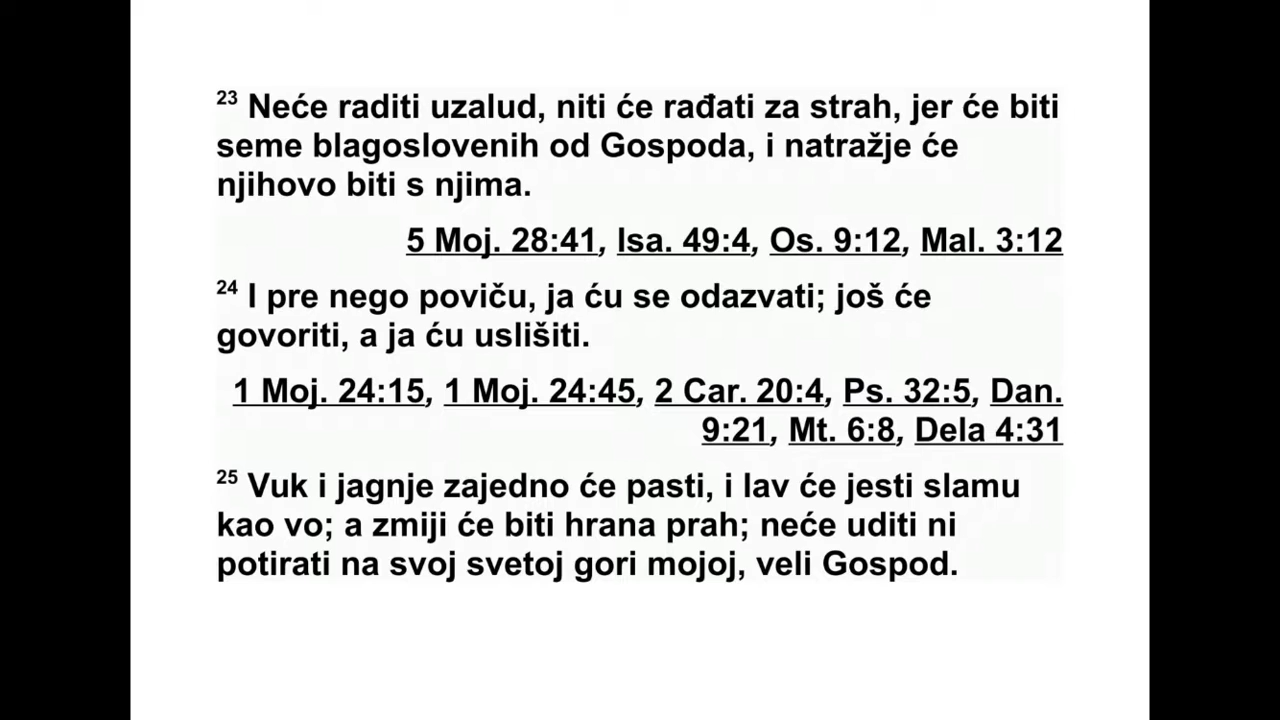 23 Neće raditi uzalud, niti će rađati za strah, jer će biti
seme blagoslovenih od Gospoda, i natražje će
njihovo biti s njima.
5 Moj. 28:41, Isa. 49:4, Os. 9:12, Mal. 3:12
24 I pre nego poviču, ja ću se odazvati; još će
govoriti, a ja ću uslišiti.
1 Moj. 24:15, 1 Moj. 24:45, 2 Car. 20:4, Ps. 32:5, Dan.
9:21, Mt. 6:8, Dela 4:31
25 Vuk i jagnje zajedno će pasti, i lav će jesti slamu
kao vo; a zmiji će biti hrana prah; neće uditi ni
potirati na svoj svetoj gori mojoj, veli Gospod.